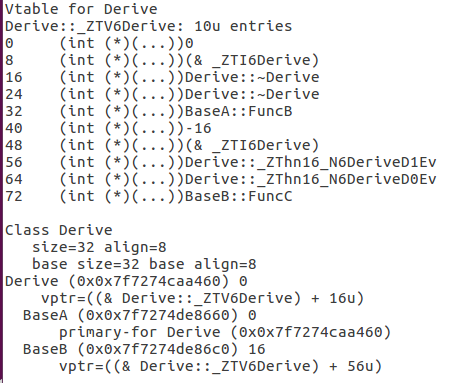 Vtable for Derive
Derive::_ZTV6Derive: 10u entries
0     (int (*)(...))0
8     (int (*)(...))(& _ZTI6Derive)
16    (int (*)(...))Derive::~Derive
24    (int (*)(...))Derive::~Derive
32    (int (*)(...))BaseA::FuncB
40    (int (*)(...))-16
48    (int (*)(...))(& _ZTI6Derive)
56    (int (*)(...))Derive::_ZThn16_N6DeriveD1Ev
64    (int (*)(...))Derive::_ZThn16_N6DeriveD0Ev
72    (int (*)(...))BaseB::FuncC

Class Derive
   size=32 align=8
   base size=32 base align=8
Derive (0x0x7f7274caa460) 0
    vptr=((& Derive::_ZTV6Derive) + 16u)
  BaseA (0x0x7f7274de8660) 0
      primary-for Derive (0x0x7f7274caa460)
  BaseB (0x0x7f7274de86c0) 16
      vptr=((& Derive::_ZTV6Derive) + 56u)